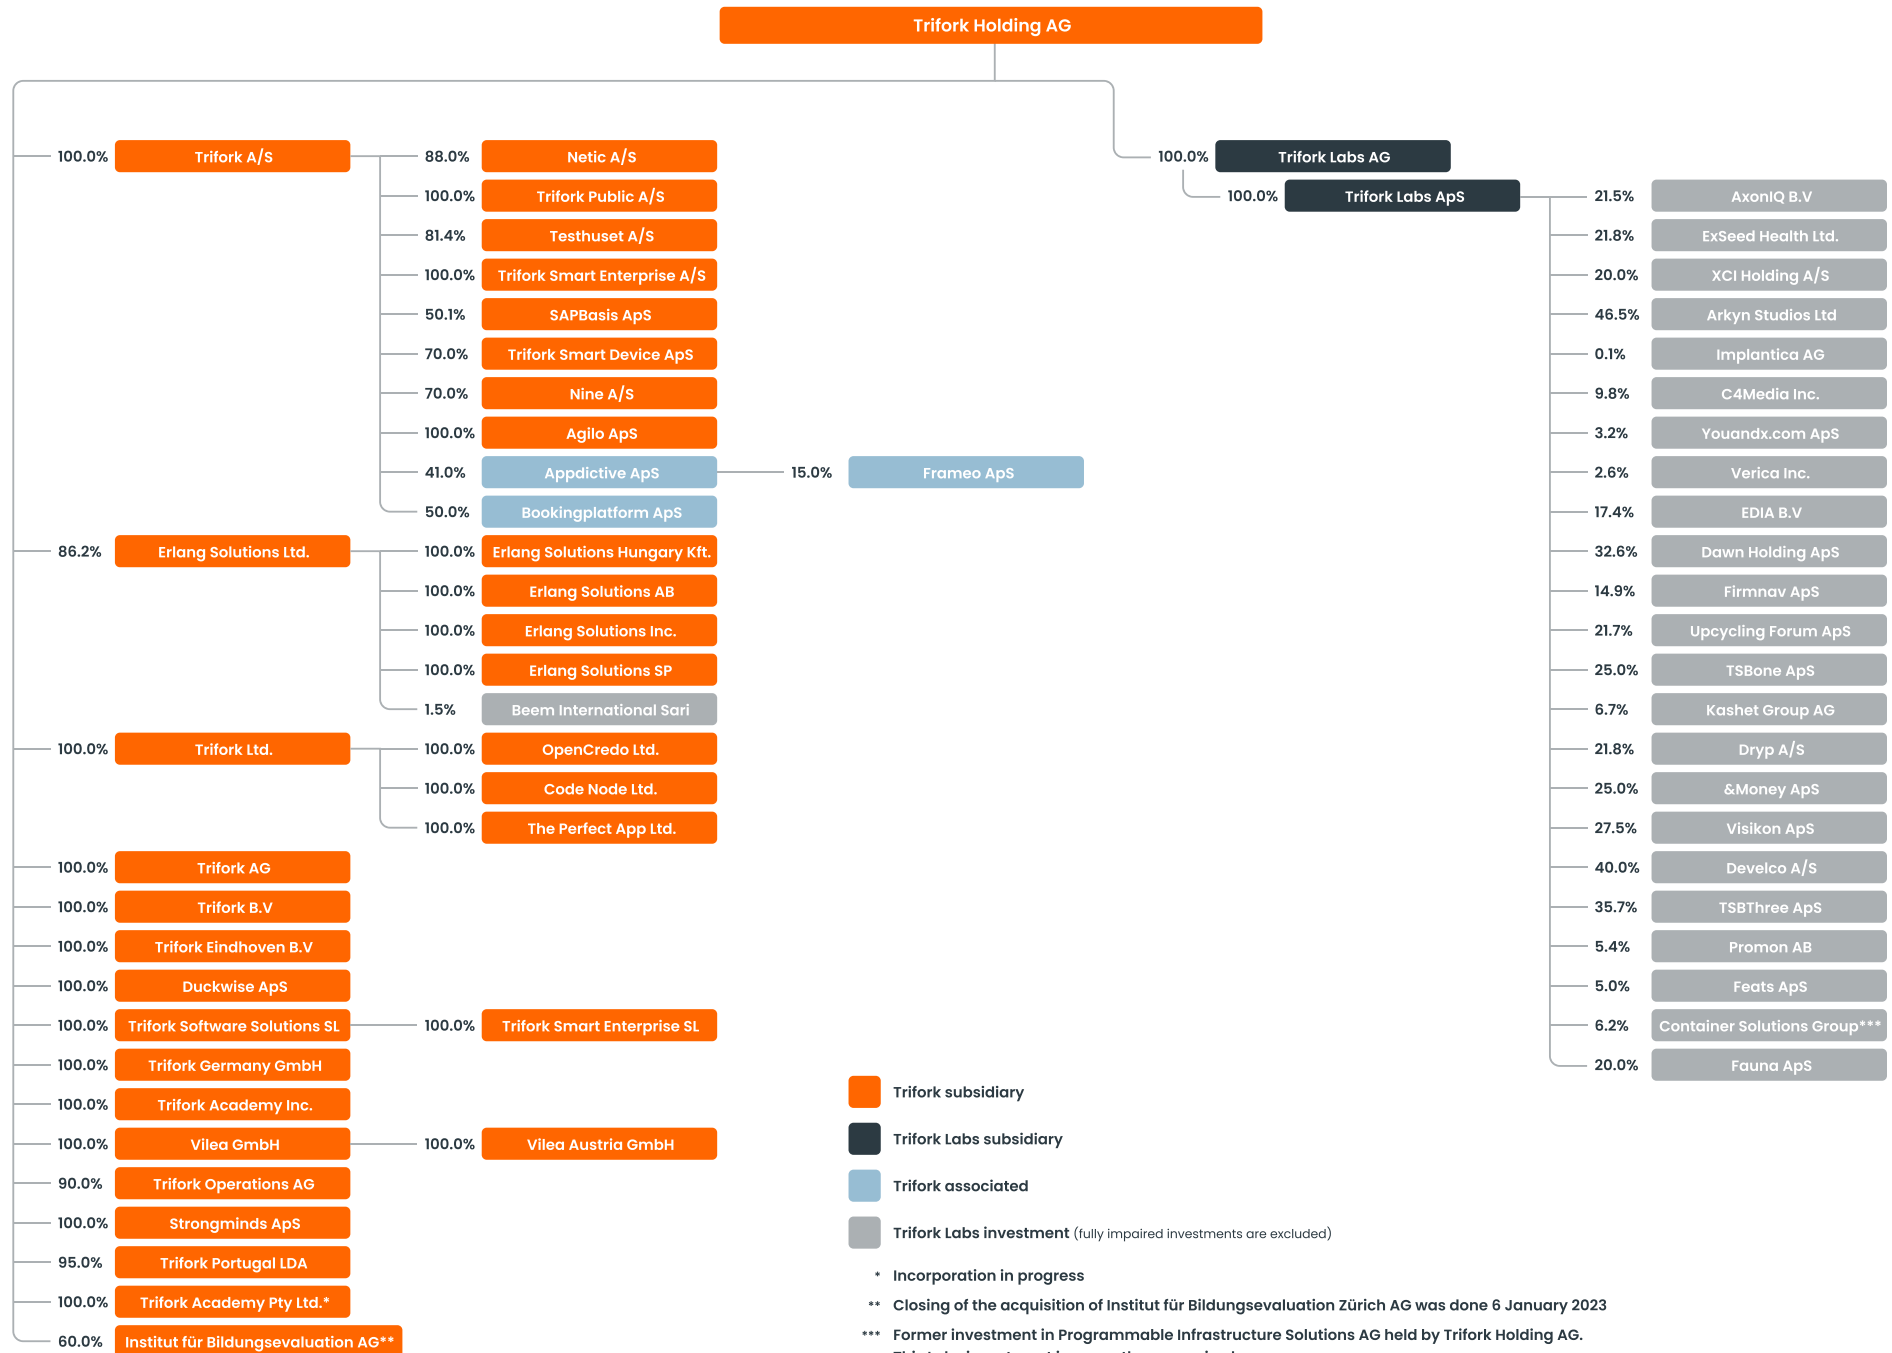 Trifork Holding AG
100.0% Trifork A/S
88.0% Netic A/S
100.0% Trifork Public A/S
81.4% Testhuset A/S
100.0% Trifork Smart Enterprise A/S
50.1% SAPBasis ApS
70.0% Trifork Smart Device ApS
70.0% Nine A/S
100.0% Agilo ApS
41.0% Appdictive ApS
15.0% Frameo ApS
50.0% Bookingplatform ApS
86.2% Erlang Solutions Ltd.
100.0% Erlang Solutions Hungary Kft.
100.0% Erlang Solutions AB
100.0% Erlang Solutions Inc.
100.0% Erlang Solutions SP
1.5% Beem International Sari
100.0% Trifork Ltd.
100.0% OpenCredo Ltd.
100.0% Code Node Ltd.
100.0% The Perfect App Ltd.
100.0% Trifork AG
100.0% Trifork B.V
100.0% Trifork Eindhoven B.V
100.0% Duckwise ApS
100.0% Trifork Software Solutions SL
100.0% Trifork Smart Enterprise SL
100.0% Trifork Germany GmbH
100.0% Trifork Academy Inc.
100.0% Vilea GmbH
100.0% Vilea Austria GmbH
90.0% Trifork Operations AG
100.0% Strongminds ApS
95.0% Trifork Portugal LDA
100.0% Trifork Academy Pty Ltd.*
60.0% Institut für Bildungsevaluation AG**
100.0% Trifork Labs AG
100.0% Trifork Labs ApS
21.5% AxonIQ B.V
21.8% ExSeed Health Ltd.
20.0% XCI Holding A/S
46.5% Arkyn Studios Ltd
0.1% Implantica AG
9.8% C4Media Inc.
3.2% Youandx.com ApS
2.6% Verica Inc.
17.4% EDIA B.V
32.6% Dawn Holding ApS
14.9% Firmnav ApS
21.7% Upcycling Forum ApS
25.0% TSBone ApS
6.7% Kashet Group AG
21.8% Dryp A/S
25.0% &Money ApS
27.5% Visikon ApS
40.0% Develco A/S
35.7% TSBThree ApS
5.4% Promon AB
5.0% Feats ApS
6.2% Container Solutions Group***
20.0% Fauna ApS
Trifork subsidiary
Trifork Labs subsidiary
Trifork associated
Trifork Labs investment (fully impaired investments are excluded)
* Incorporation in progress
** Closing of the acquisition of Institut für Bildungsevaluation Zürich AG was done 6 January 2023
*** Former investment in Programmable Infrastructure Solutions AG held by Trifork Holding AG.